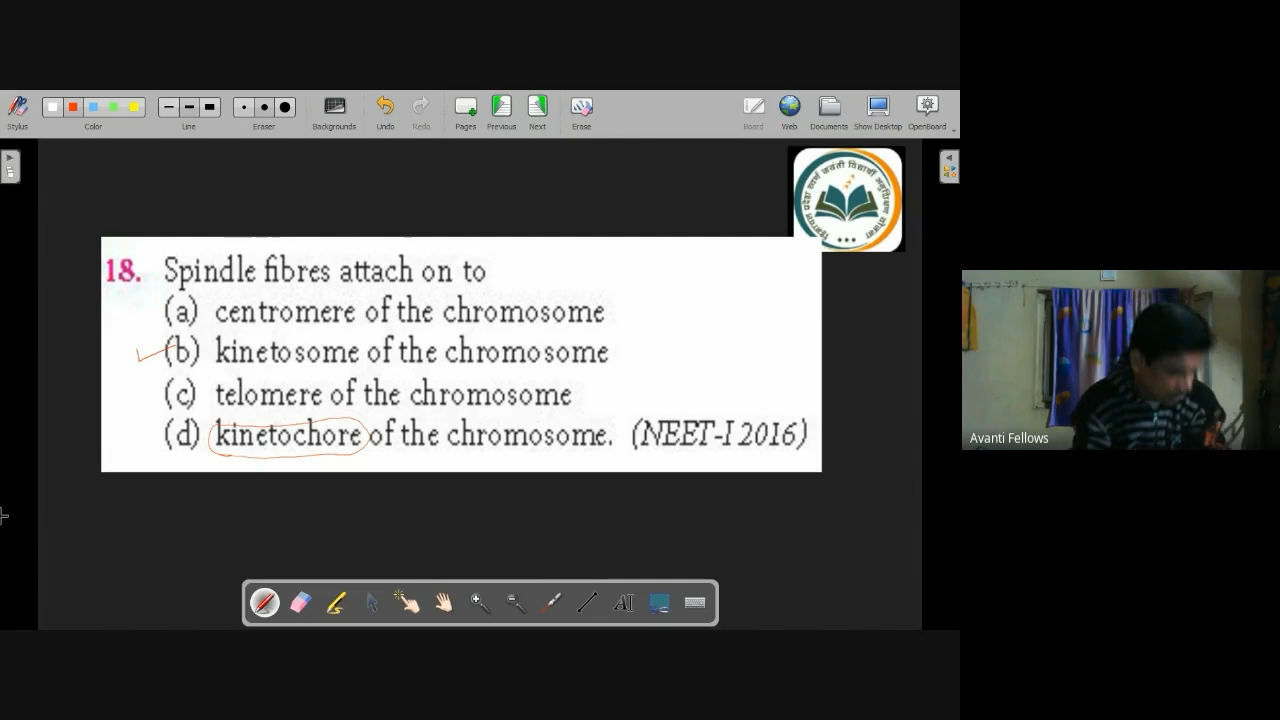 Stylus
Color
Line
Eraser
Backgrounds
Undo
Redo
Pages
Previous
Next
Erase
Board
Web
Documents
Show Desktop
OpenBoard
18. Spindle fibres attach on to
(a) centromere of the chromosome
(b) kinetosome of the chromosome
(c) telomere of the chromosome
(d) kinetochore of the chromosome. (NEET-I 2016)
Avanti Fellows
AI